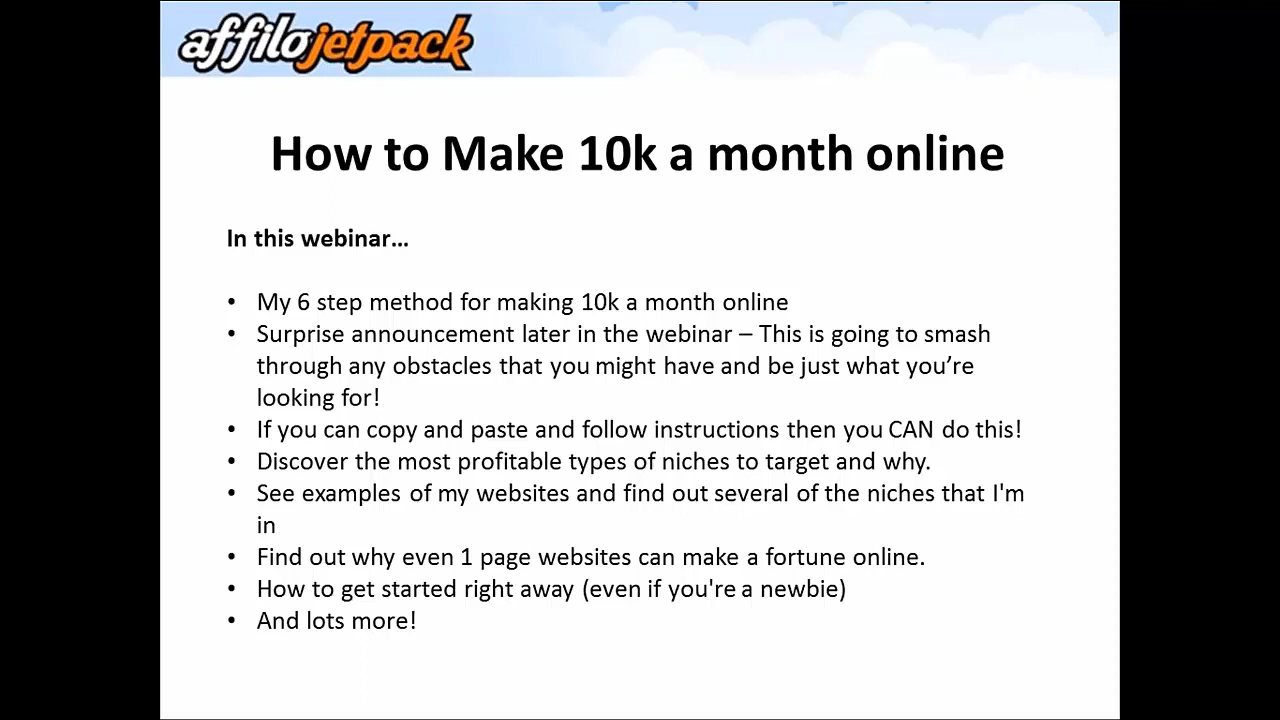 affilojetpack
How to Make 10k a month online
In this webinar...
• My 6 step method for making 10k a month online
• Surprise announcement later in the webinar – This is going to smash
through any obstacles that you might have and be just what you’re
looking for!
• If you can copy and paste and follow instructions then you CAN do this!
• Discover the most profitable types of niches to target and why.
• See examples of my websites and find out several of the niches that I'm
in
• Find out why even 1 page websites can make a fortune online.
• How to get started right away (even if you're a newbie)
• And lots more!